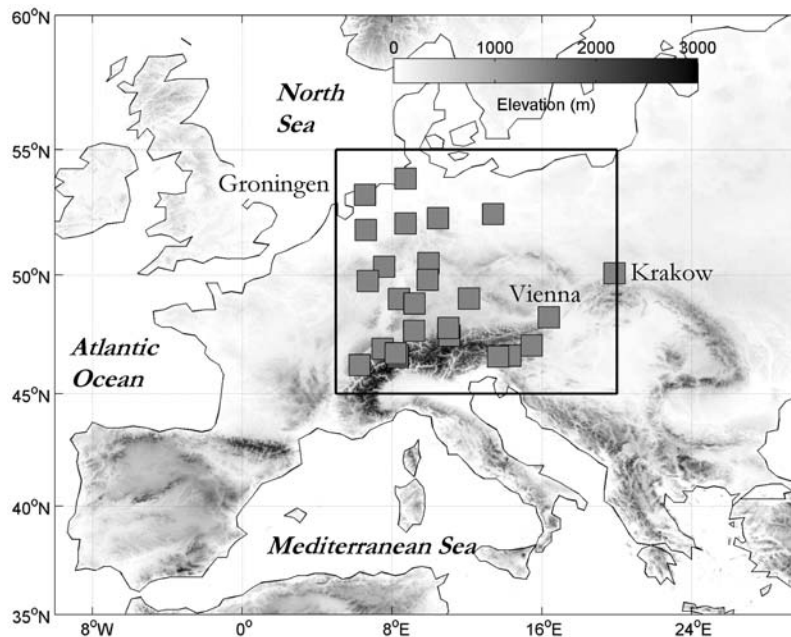 60°N
0
1000
2000
3000
Elevation (m)
North
Sea
55°N
Groningen
50°N
Krakow
Vienna
Atlantic
Ocean
45°N
40°N
Mediterranean Sea
35°N
8°W
0°
8°E
16°E
24°E